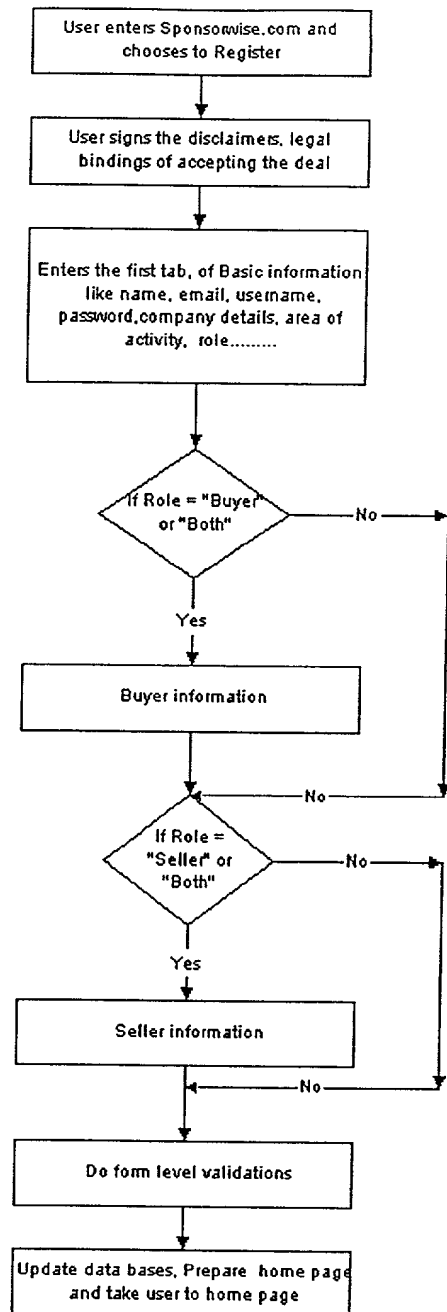 User enters Sponsorwise.com and
chooses to Register
User signs the disclaimers, legal
bindings of accepting the deal
Enters the first tab, of Basic information
like name, email, username,
password,company details, area of
activity, role.........
If Role = "Buyer"
or "Both"
No
Yes
Buyer information
No
If Role =
"Seller" or
"Both"
No
Yes
Seller information
No
Do form level validations
Update data bases, Prepare home page
and take user to home page